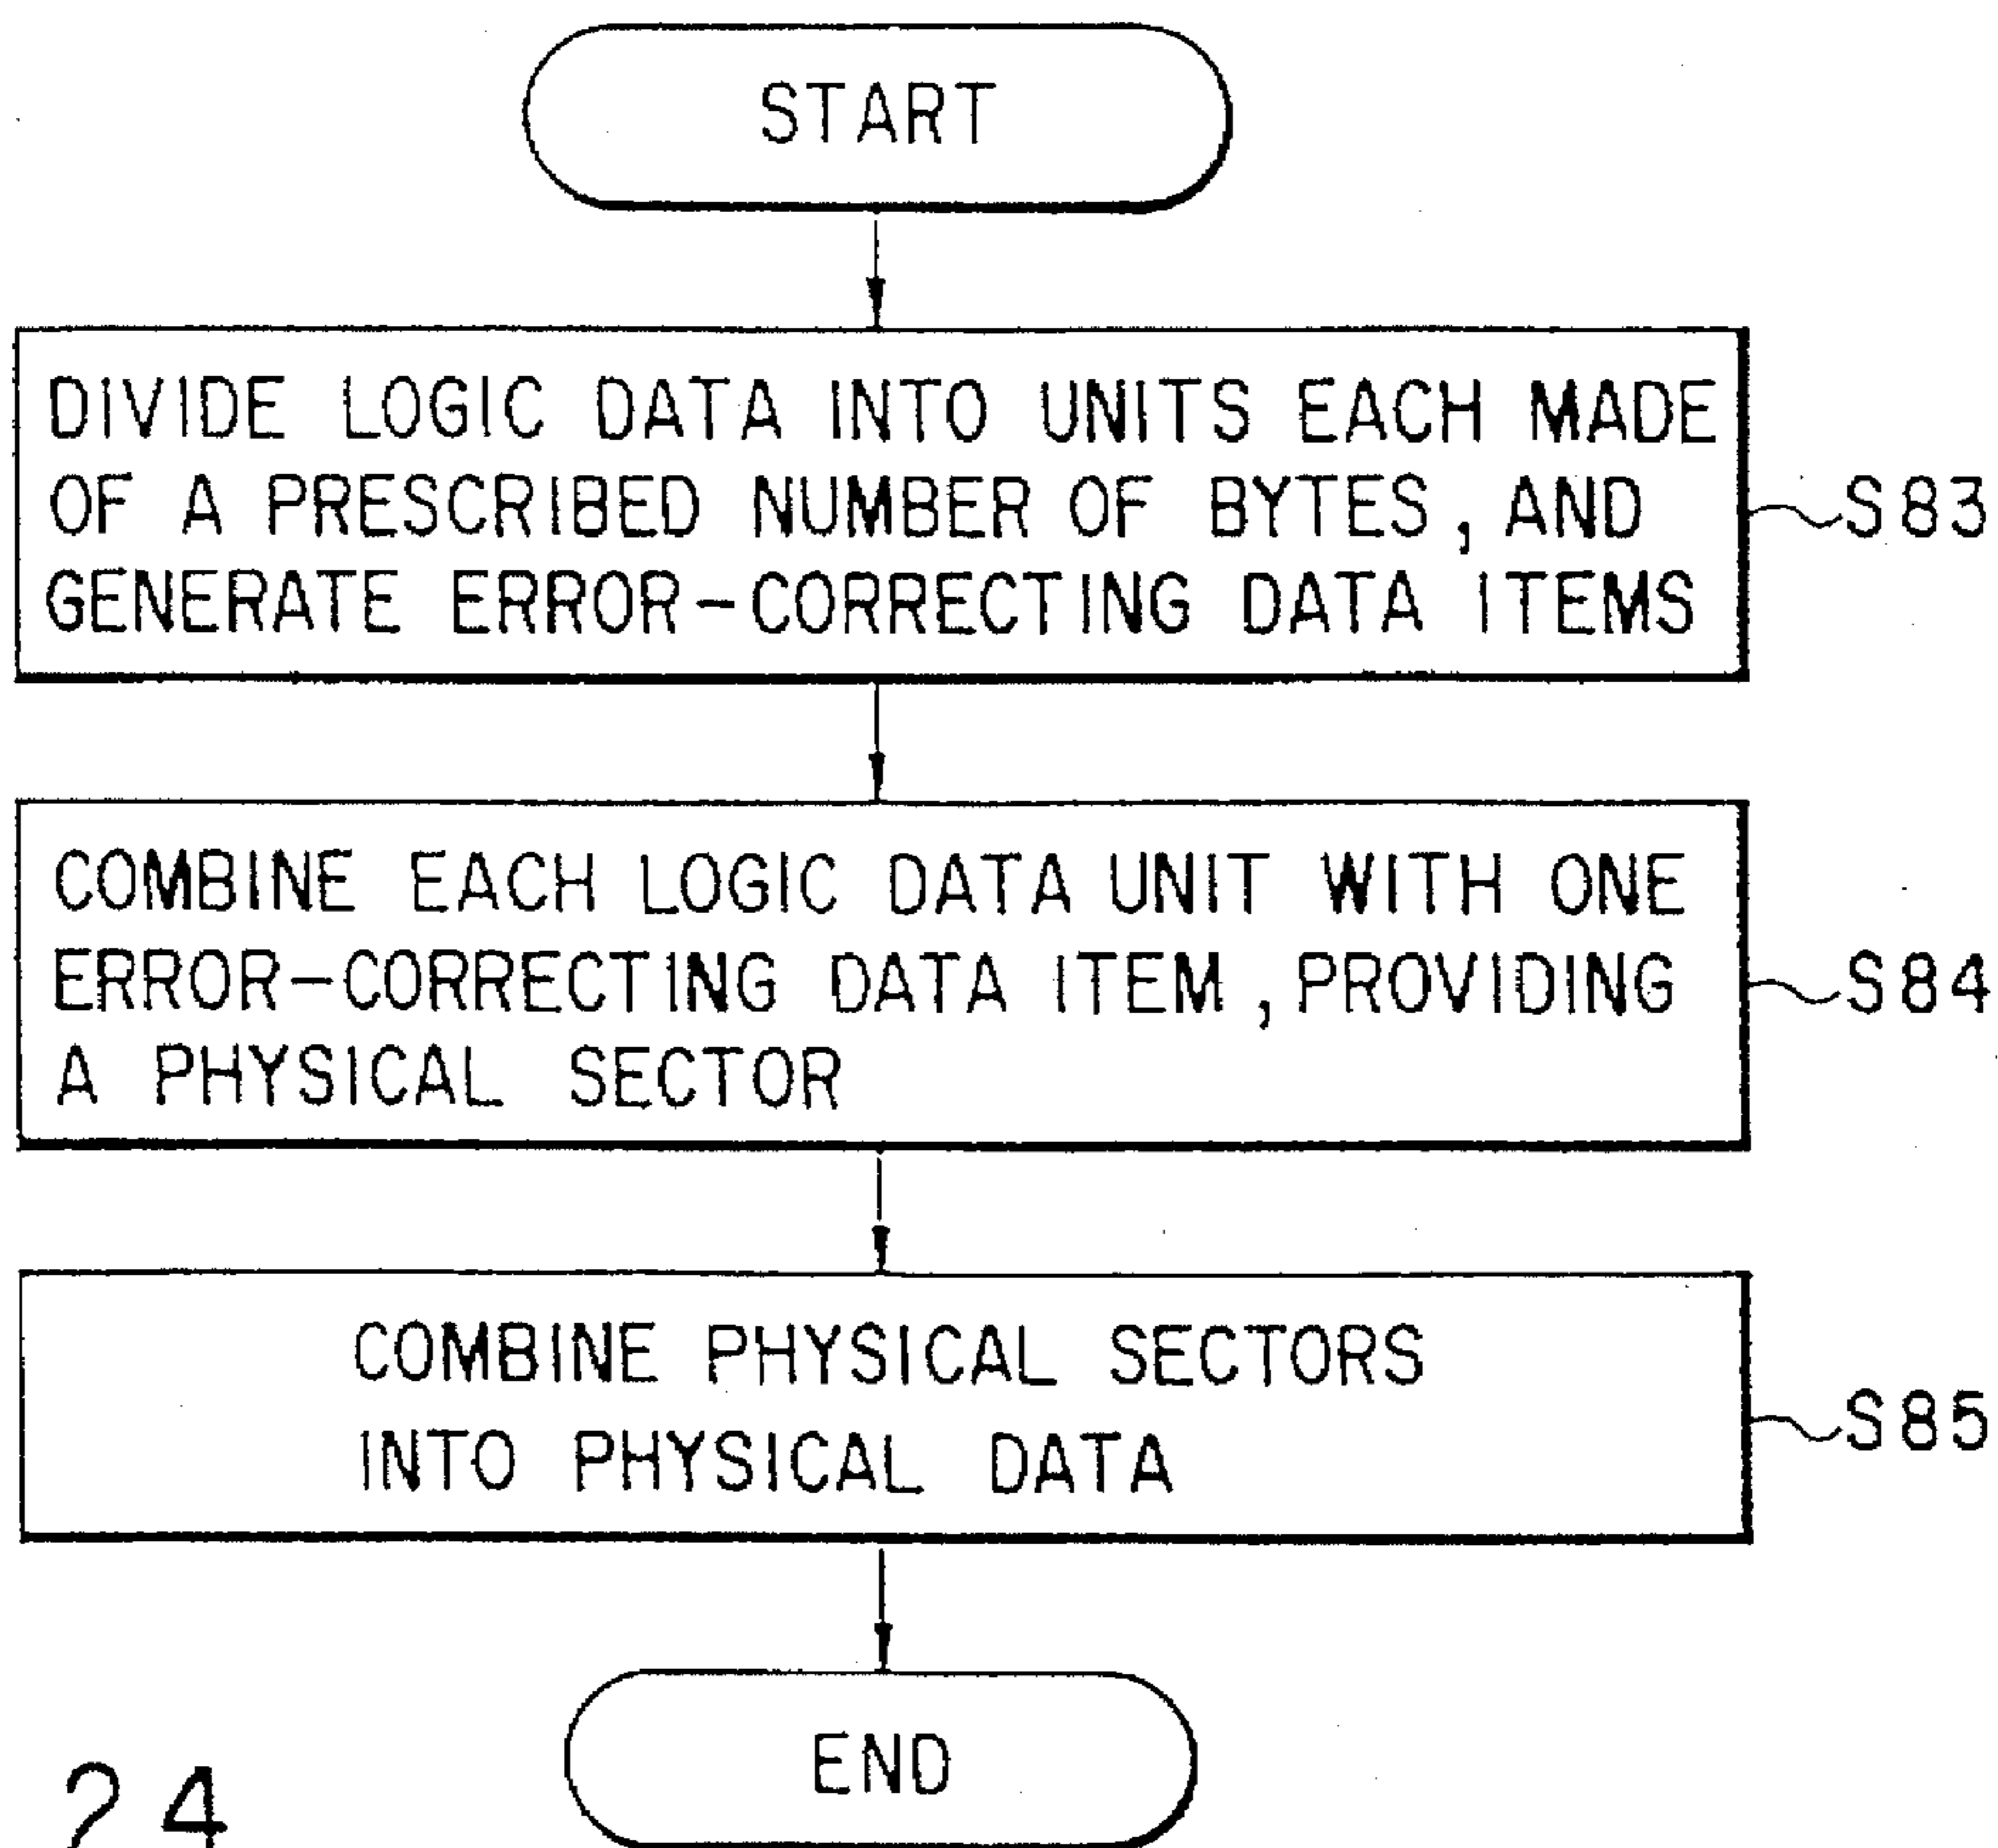 START
DIVIDE LOGIC DATA INTO UNITS EACH MADE
OF A PRESCRIBED NUMBER OF BYTES, AND
GENERATE ERROR-CORRECTING DATA ITEMS
S83
COMBINE EACH LOGIC DATA UNIT WITH ONE
ERROR-CORRECTING DATA ITEM, PROVIDING
A PHYSICAL SECTOR
S84
COMBINE PHYSICAL SECTORS
INTO PHYSICAL DATA
S85
END
24